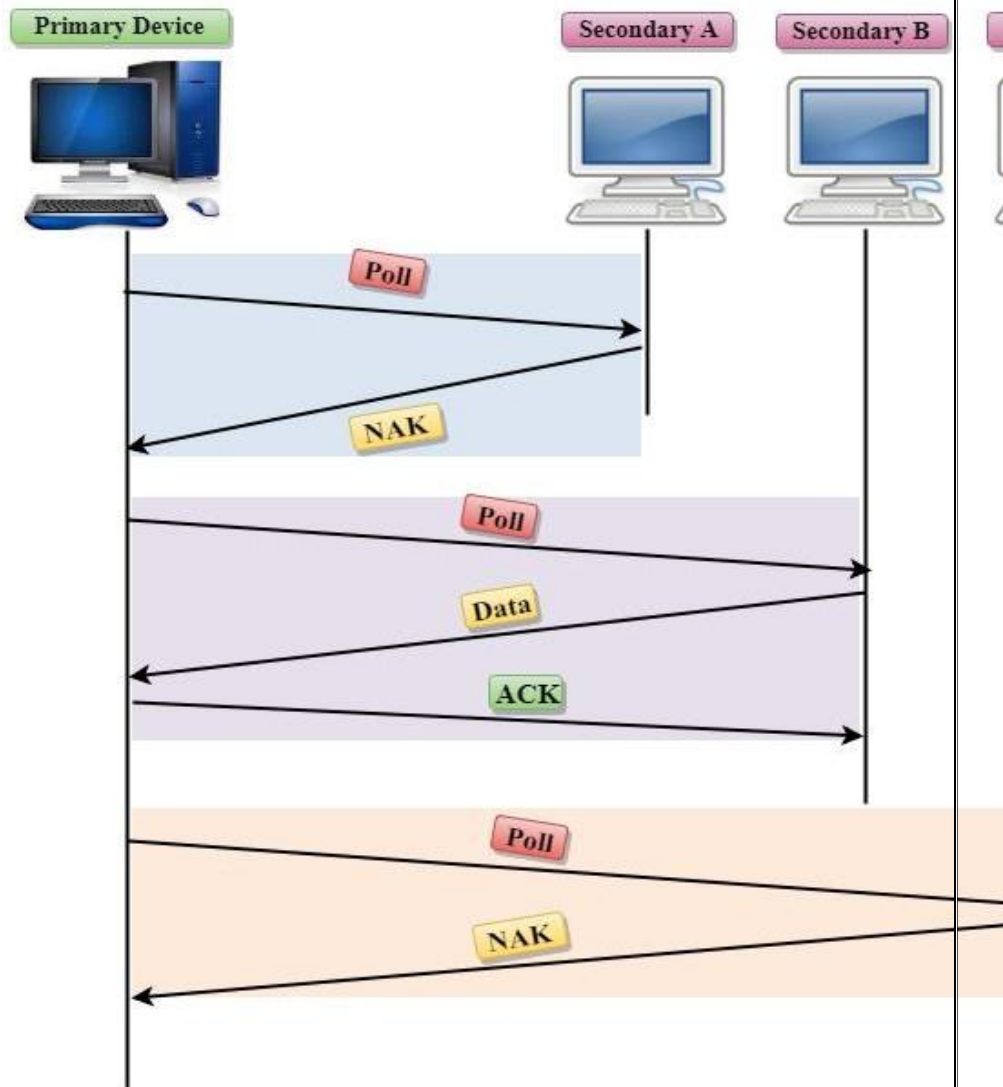 Primary Device
Secondary A
Secondary B
Poll
NAK
Poll
Data
ACK
Poll
NAK